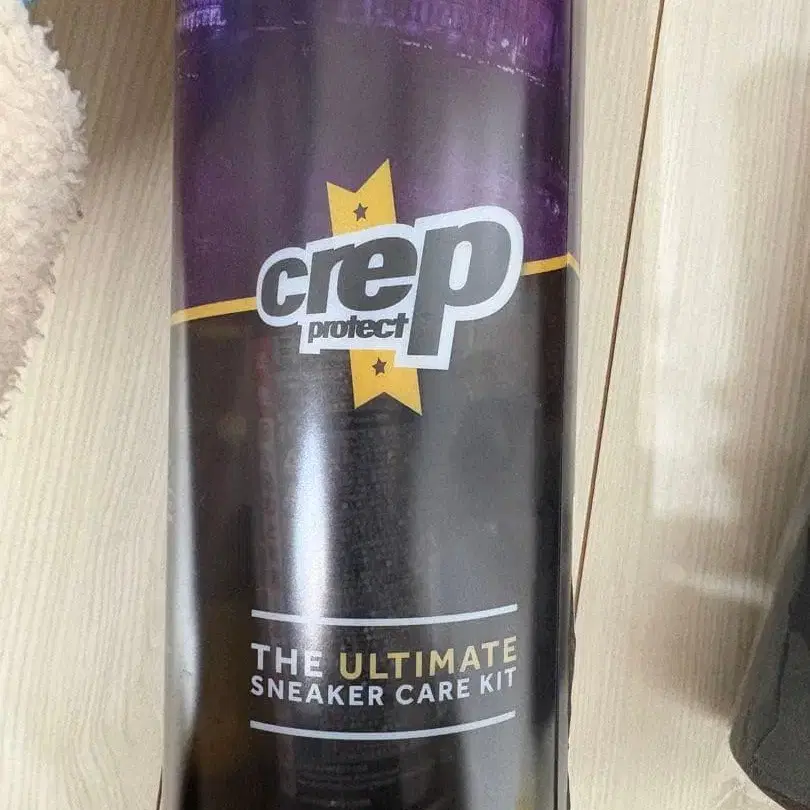 crep
protect
THE ULTIMATE
SNEAKER CARE KIT